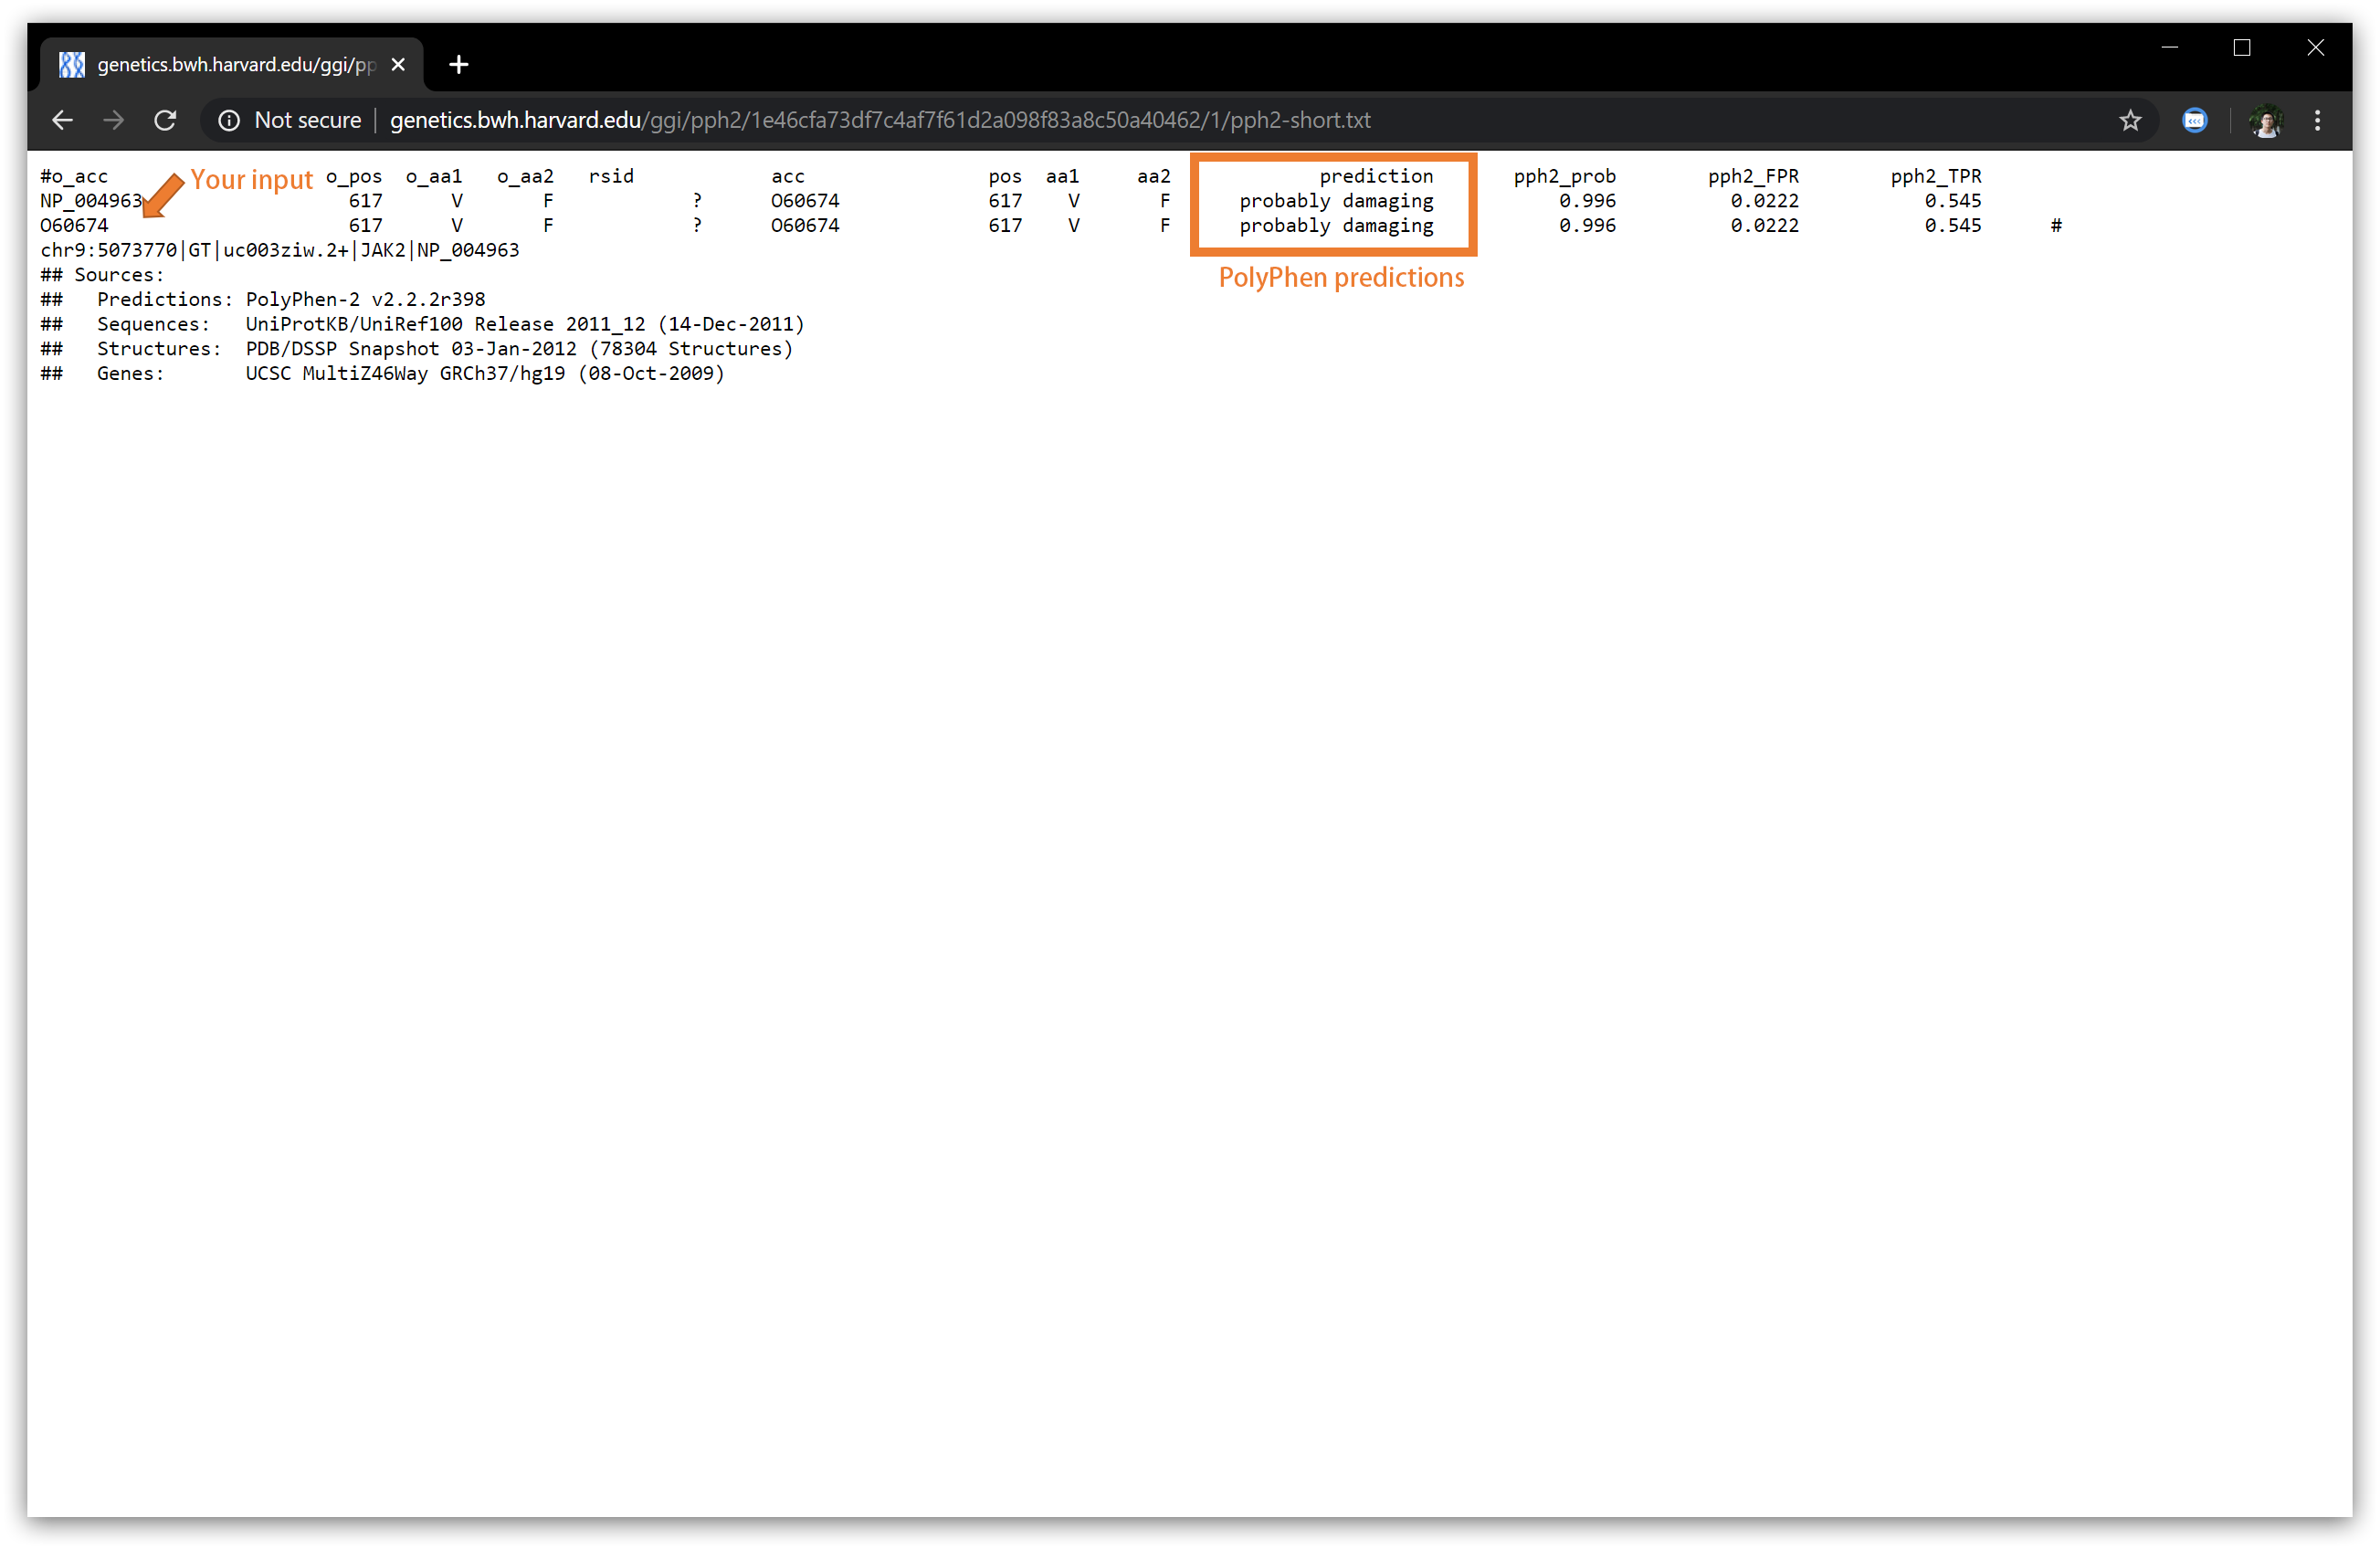 genetics.bwh.harvard.edu/ggi/pp
Not secure genetics.bwh.harvard.edu/ggi/pph2/1e46cfa73df7c4af7f61d2a098f83a8c50a40462/1/pph2-short.txt
#o_acc Your input o_pos o_aa1 o_aa2 rsid acc pos aa1 aa2 prediction pph2_prob pph2_FPR pph2_TPR
NP_004963 617 V F ? O60674 617 V F probably damaging 0.996 0.0222 0.545
O60674 617 V F ? O60674 617 V F probably damaging 0.996 0.0222 0.545 #
chr9:5073770|GT|uc003ziw.2+|JAK2|NP_004963
PolyPhen predictions
## Sources:
## Predictions: PolyPhen-2 v2.2.2r398
## Sequences: UniProtKB/UniRef100 Release 2011_12 (14-Dec-2011)
## Structures: PDB/DSSP Snapshot 03-Jan-2012 (78304 Structures)
## Genes: UCSC MultiZ46Way GRCh37/hg19 (08-Oct-2009)